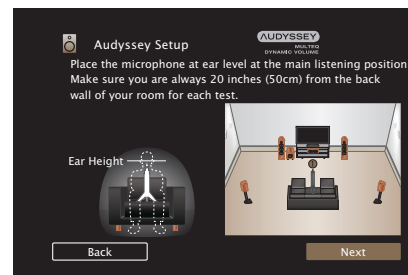 Audyssey Setup
AUDYSSEY
MULTEQ
DYNAMIC VOLUME
Place the microphone at ear level at the main listening position
Make sure you are always 20 inches (50cm) from the back
wall of your room for each test.
Ear Height
Back
Next